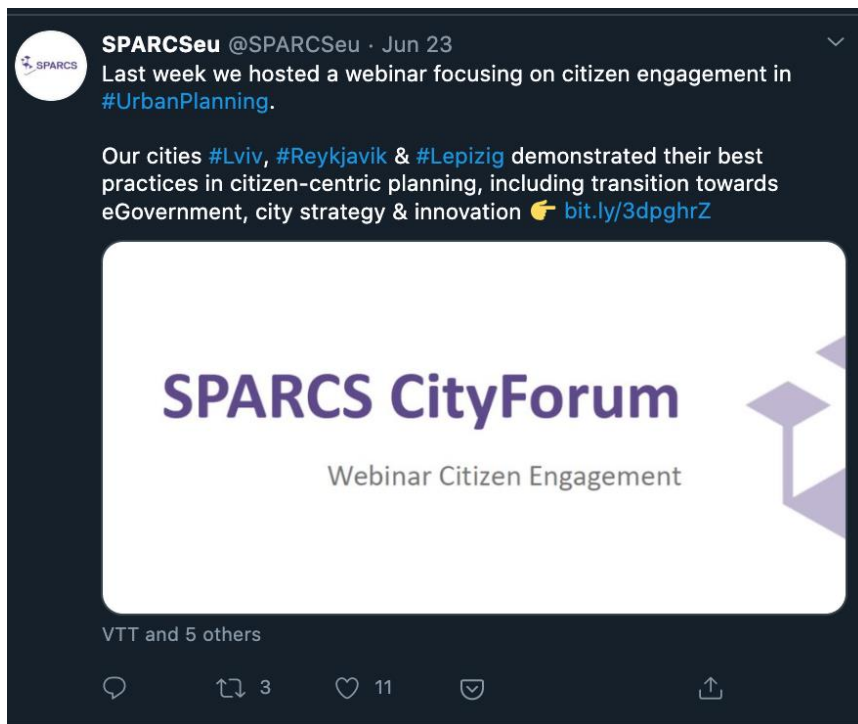 SPARCSeu @SPARCSeu · Jun 23
SPARCS
Last week we hosted a webinar focusing on citizen engagement in
#UrbanPlanning.
Our cities #Lviv, #Reykjavik & #Lepizig demonstrated their best
practices in citizen-centric planning, including transition towards
eGovernment, city strategy & innovation 👉 bit.ly/3dpghrZ
SPARCS CityForum
Webinar Citizen Engagement
VTT and 5 others
3 11